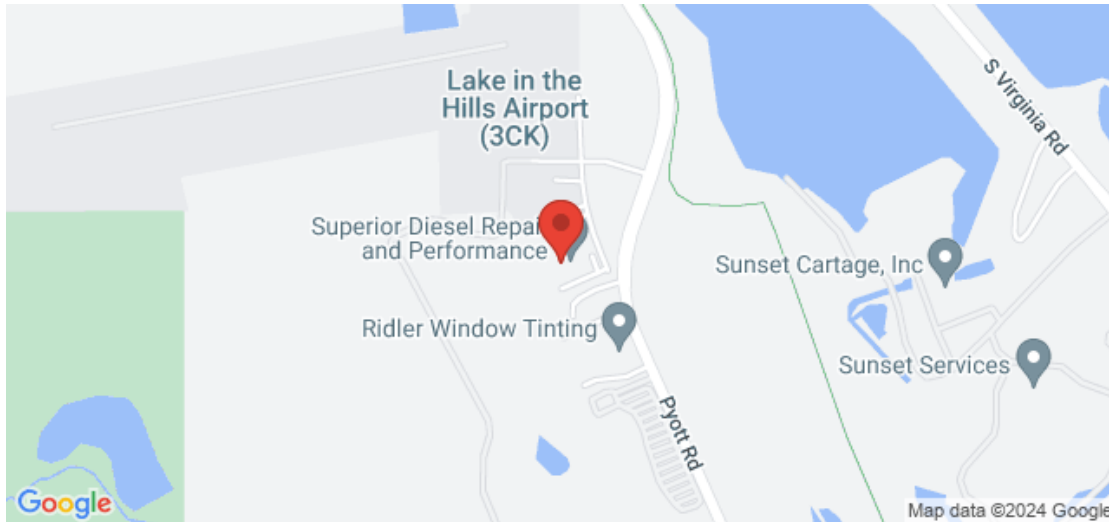 Lake in the
Hills Airport
(3CK)
S Virginia Rd
Superior Diesel Repai
and Performance
Sunset Cartage, Inc
Ridler Window Tinting
Sunset Services
Pyott Rd
Google
Map data ©2024 Google